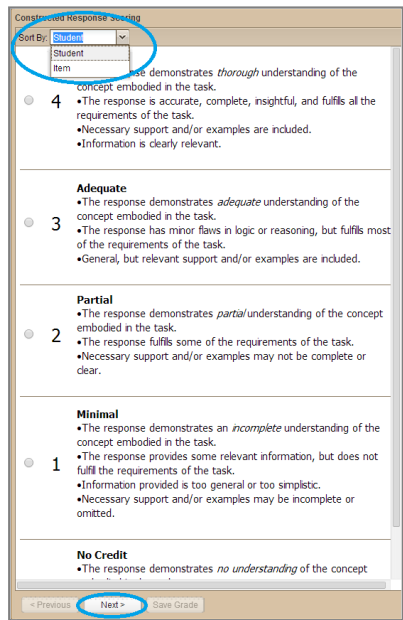 Constructed Response Scoring
Sort By: Student
Student
Item
response demonstrates thorough understanding of the
concept embodied in the task.
4
•The response is accurate, complete, insightful, and fulfills all the
requirements of the task.
•Necessary support and/or examples are included.
•Information is clearly relevant.
Adequate
•The response demonstrates adequate understanding of the
concept embodied in the task.
3
•The response has minor flaws in logic or reasoning, but fulfills most
of the requirements of the task.
•General, but relevant support and/or examples are included.
Partial
•The response demonstrates partial understanding of the concept
embodied in the task.
2
•The response fulfills some of the requirements of the task.
•Necessary support and/or examples may not be complete or
clear.
Minimal
•The response demonstrates an incomplete understanding of the
concept embodied in the task.
1
•The response provides some relevant information, but does not
fulfill the requirements of the task.
•Information provided is too general or too simplistic.
•Necessary support and/or examples may be incomplete or
omitted.
No Credit
•The response demonstrates no understanding of the concept
< Previous Next > Save Grade